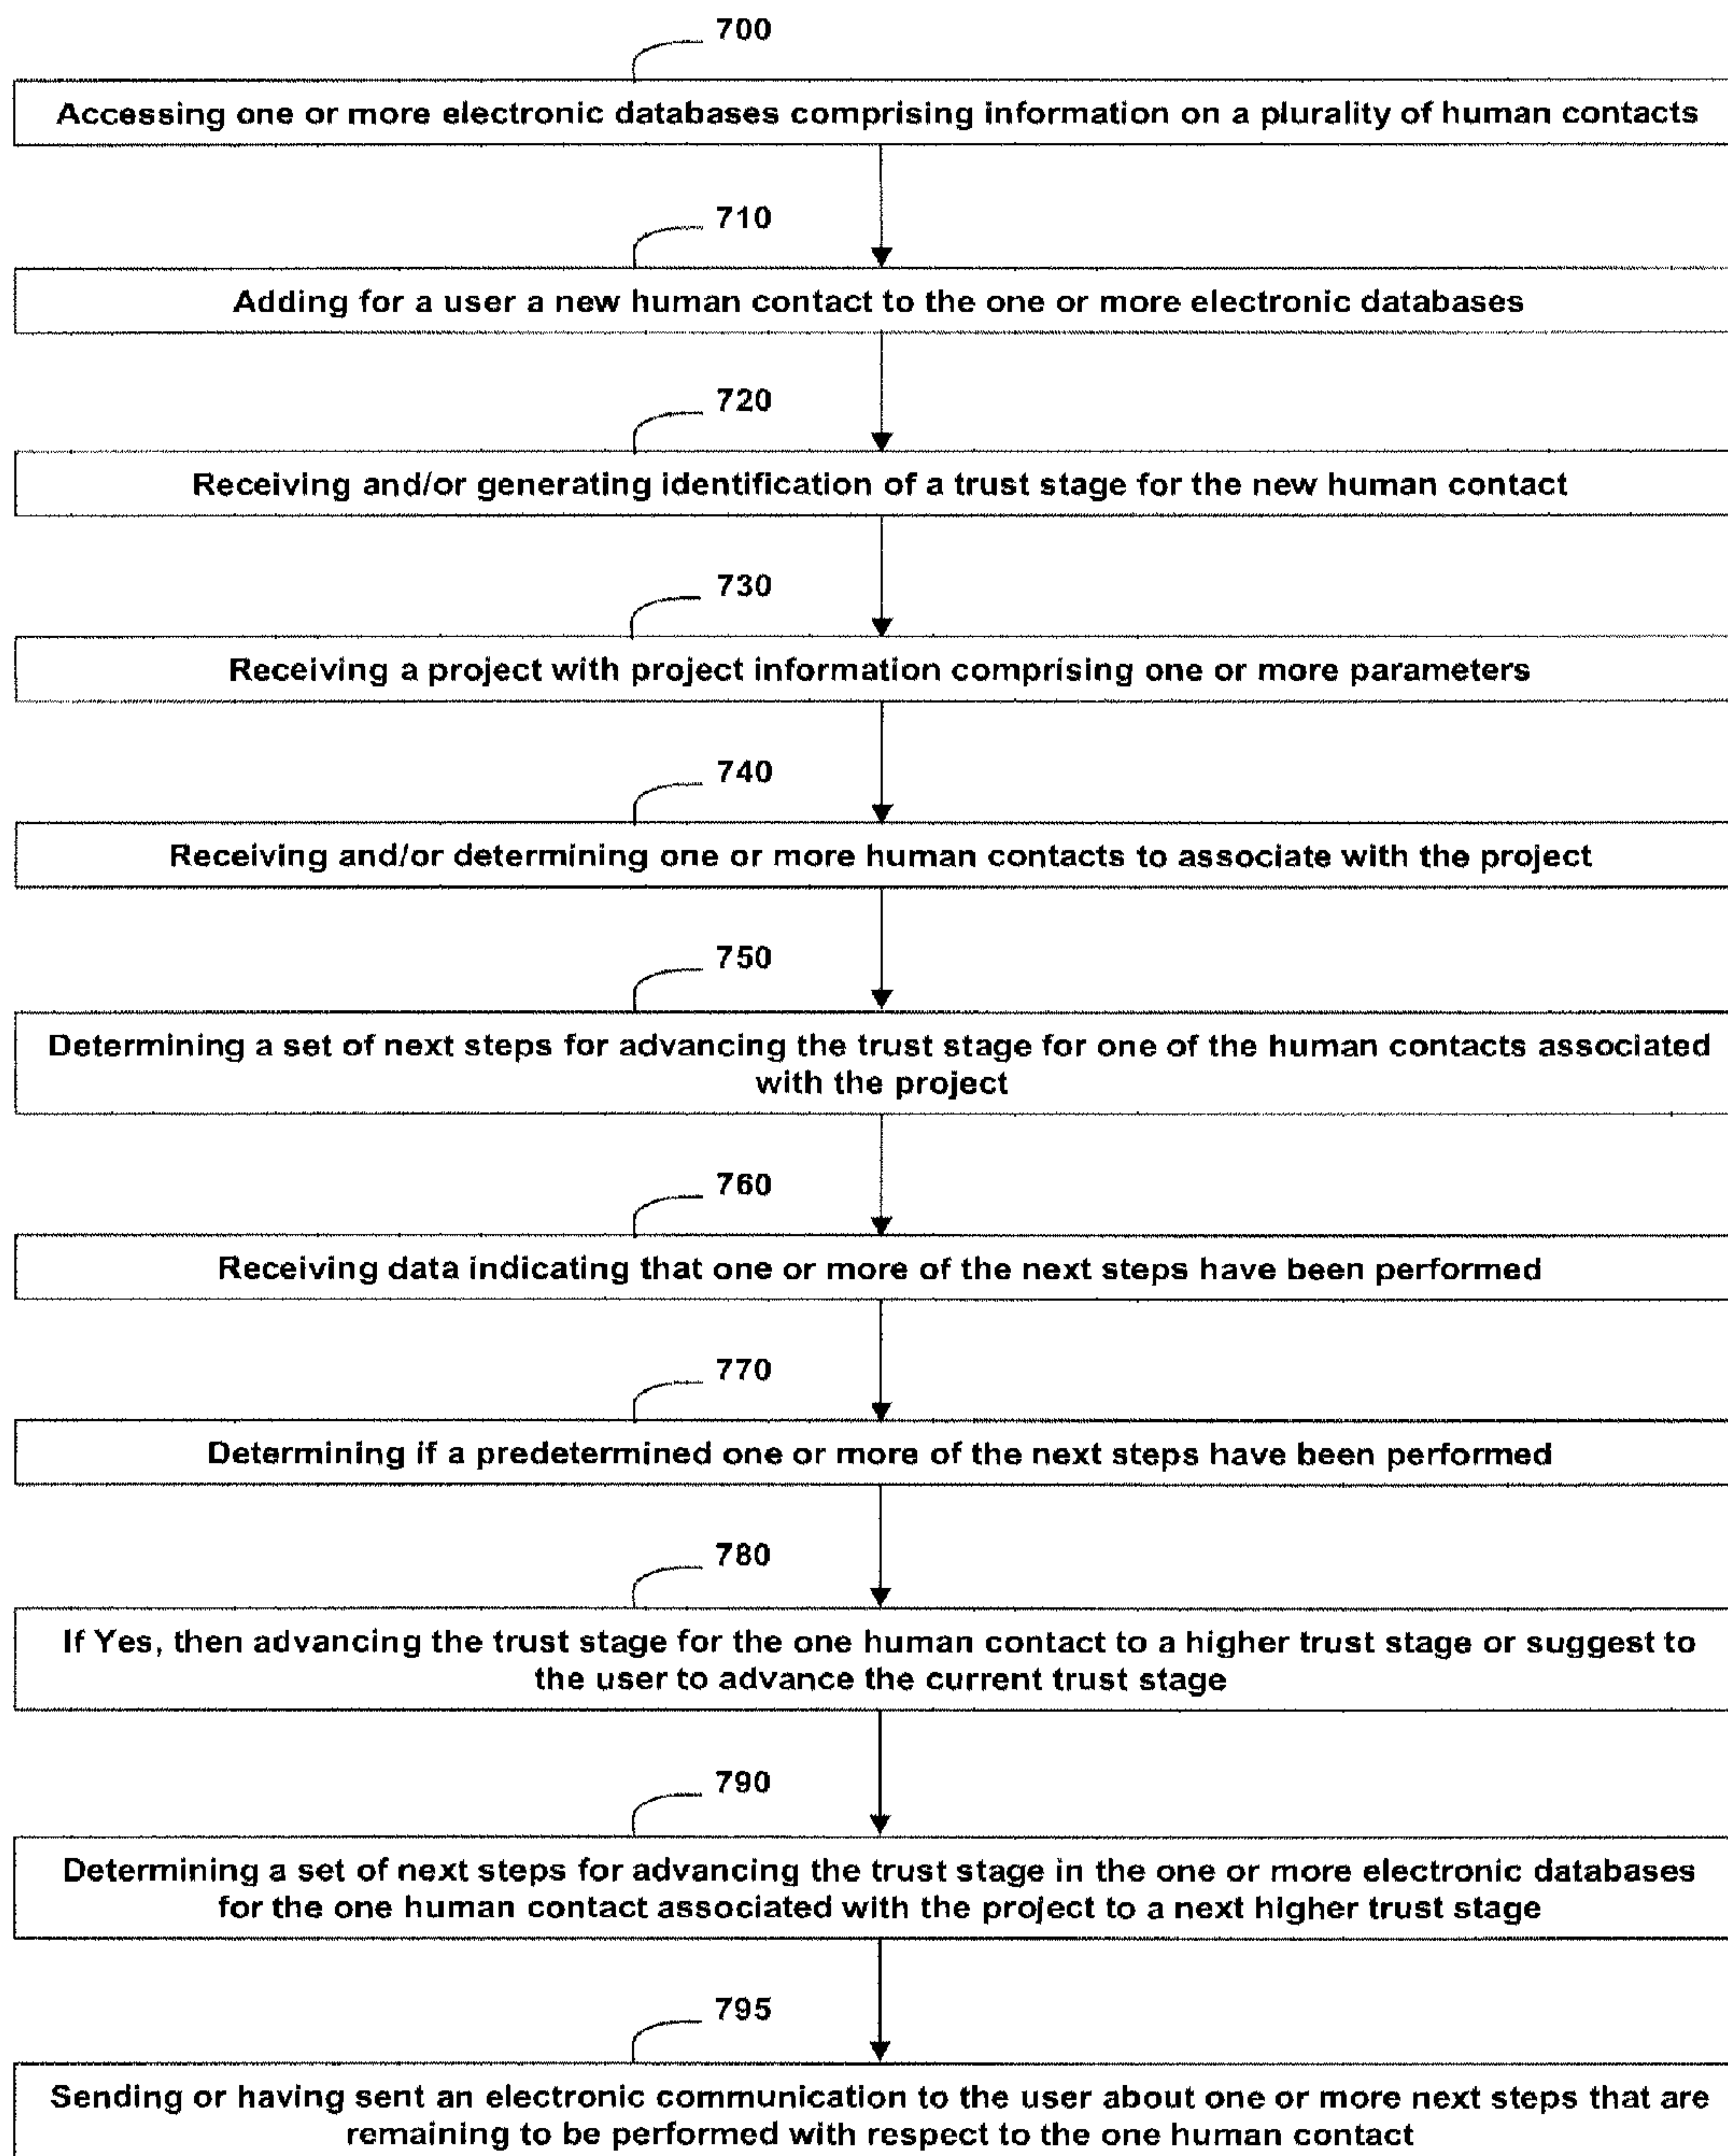 700
Accessing one or more electronic databases comprising information on a plurality of human contacts
710
Adding for a user a new human contact to the one or more electronic databases
720
Receiving and/or generating identification of a trust stage for the new human contact
730
Receiving a project with project information comprising one or more parameters
740
Receiving and/or determining one or more human contacts to associate with the project
750
Determining a set of next steps for advancing the trust stage for one of the human contacts associated
with the project
760
Receiving data indicating that one or more of the next steps have been performed
770
Determining if a predetermined one or more of the next steps have been performed
780
If Yes, then advancing the trust stage for the one human contact to a higher trust stage or suggest to
the user to advance the current trust stage
790
Determining a set of next steps for advancing the trust stage in the one or more electronic databases
for the one human contact associated with the project to a next higher trust stage
795
Sending or having sent an electronic communication to the user about one or more next steps that are
remaining to be performed with respect to the one human contact